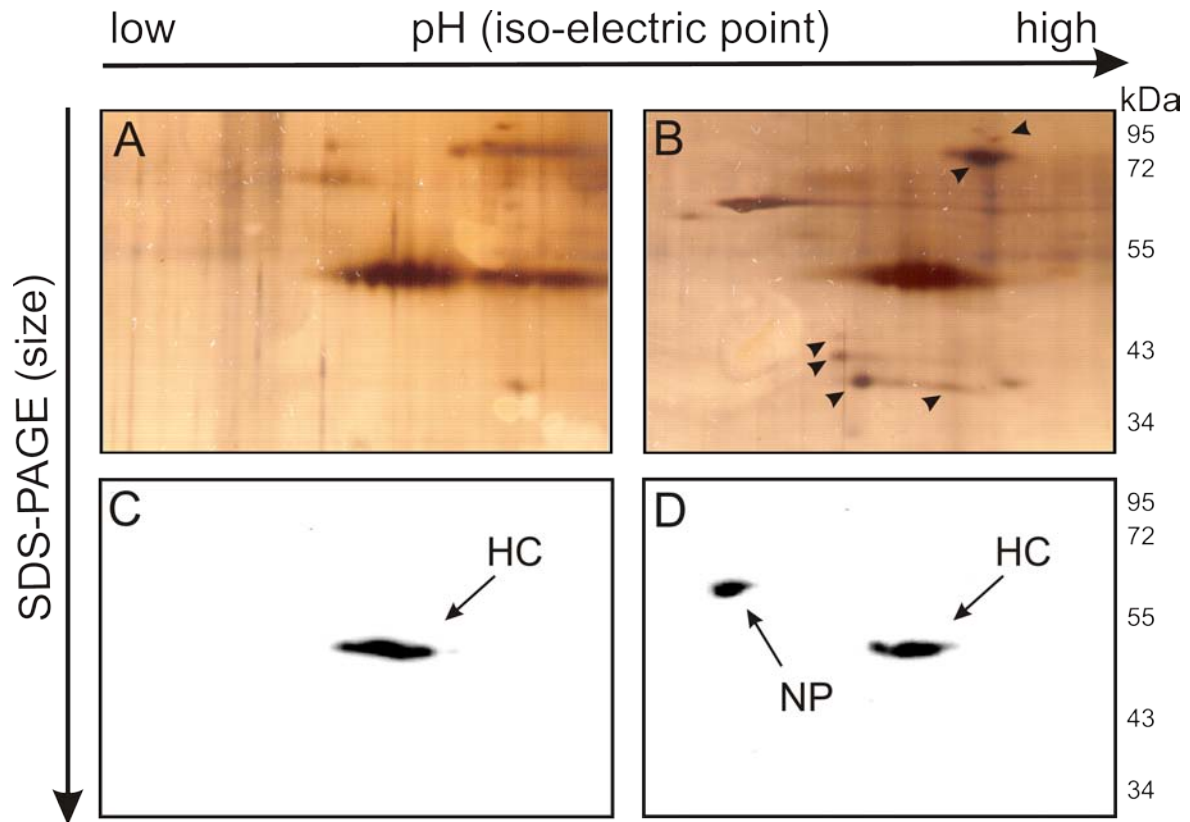 low pH (iso-electric point) high
kDa
A B
95
72
55
43
34
SDS-PAGE (size)
C D
HC HC
NP
95
72
55
43
34